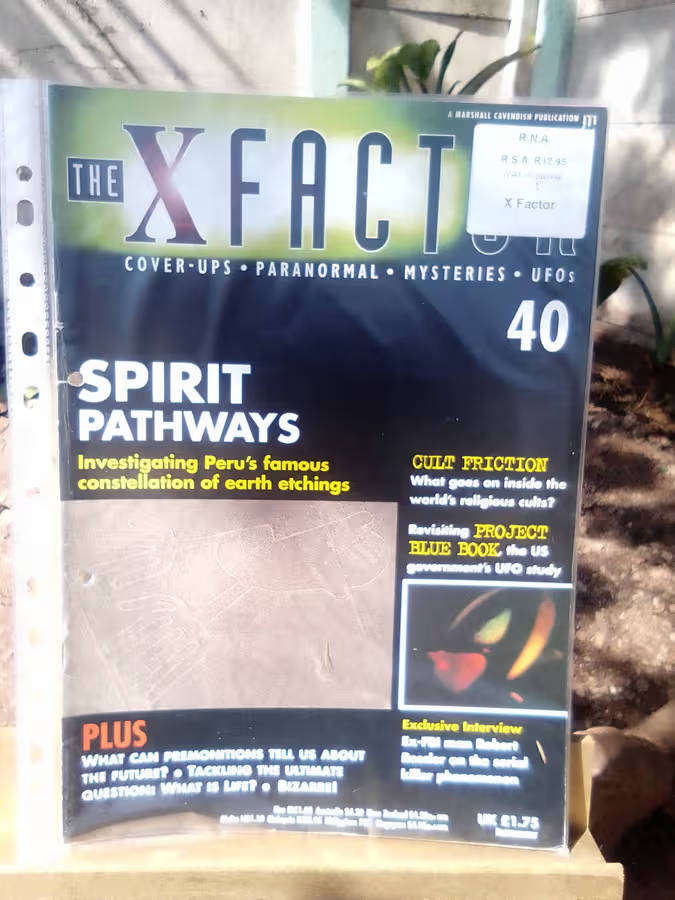 A MARSHALL CAVENDISH PUBLICATION
R.N.A.
R.S.A. R12.95
1
X Factor
THE X FACTOR
COVER-UPS • PARANORMAL • MYSTERIES • UFOs
40
SPIRIT
PATHWAYS
Investigating Peru's famous
constellation of earth etchings
CULT FRICTION
What goes on inside the
world's religious cults?
Revisiting PROJECT
BLUE BOOK, the US
government's UFO study
PLUS
WHAT CAN PREMONITIONS TELL US ABOUT
THE FUTURE? • TACKLING THE ULTIMATE
QUESTION: WHAT IS LIFE? • BIZARRE!
Exclusive Interview
Ex-FBI man Robert
Ressler on the serial
killer phenomenon
UK £1.75